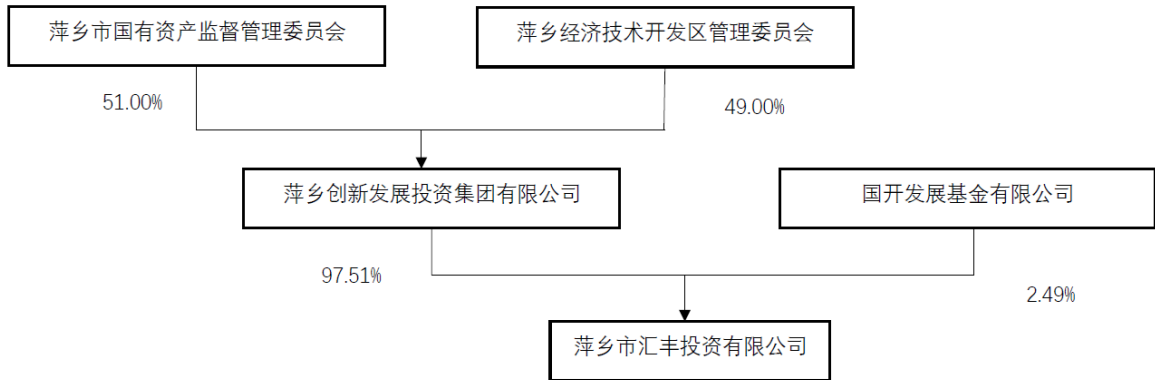 萍乡市国有资产监督管理委员会
萍乡经济技术开发区管理委员会
51.00%
49.00%
萍乡创新发展投资集团有限公司
国开发展基金有限公司
97.51%
2.49%
萍乡市汇丰投资有限公司